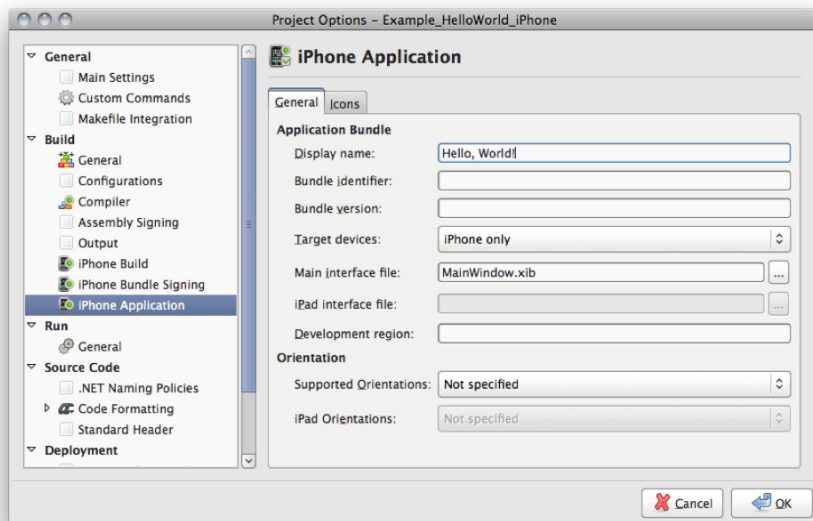 Project Options – Example_HelloWorld_iPhone
General
Main Settings
Custom Commands
Makefile Integration
Build
General
Configurations
Compiler
Assembly Signing
Output
iPhone Build
iPhone Bundle Signing
iPhone Application
Run
General
Source Code
.NET Naming Policies
Code Formatting
Standard Header
Deployment
iPhone Application
General Icons
Application Bundle
Display name: Hello, World!
Bundle identifier:
Bundle version:
Target devices: iPhone only
Main interface file: MainWindow.xib ...
iPad interface file: ...
Development region:
Orientation
Supported Orientations: Not specified
iPad Orientations: Not specified
Cancel OK